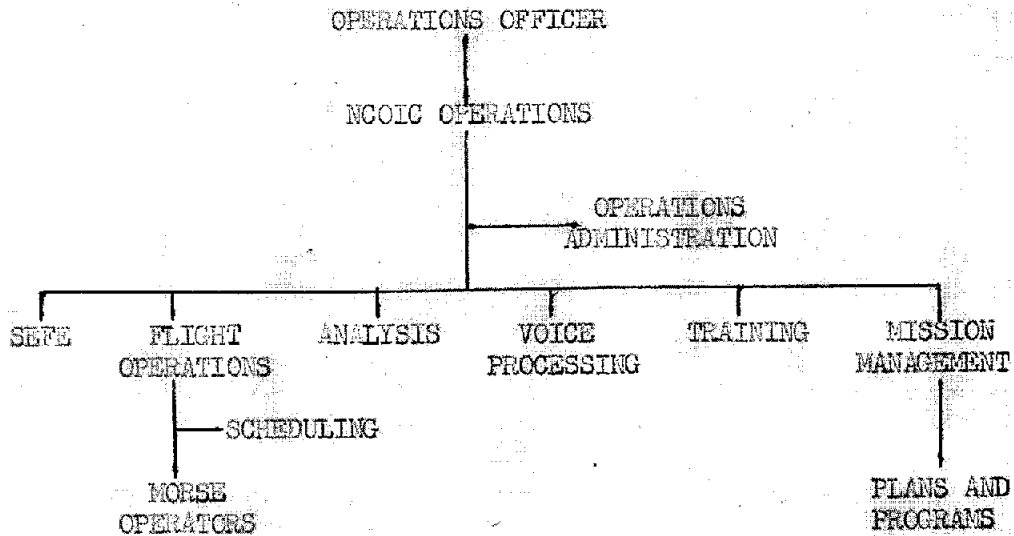 OPERATIONS OFFICER
NCOIC OPERATIONS
OPERATIONS
ADMINISTRATION
SEFE
FLIGHT
OPERATIONS
ANALYSIS
VOICE
PROCESSING
TRAINING
MISSION
MANAGEMENT
SCHEDULING
MORSE
OPERATORS
PLANS AND
PROGRAMS